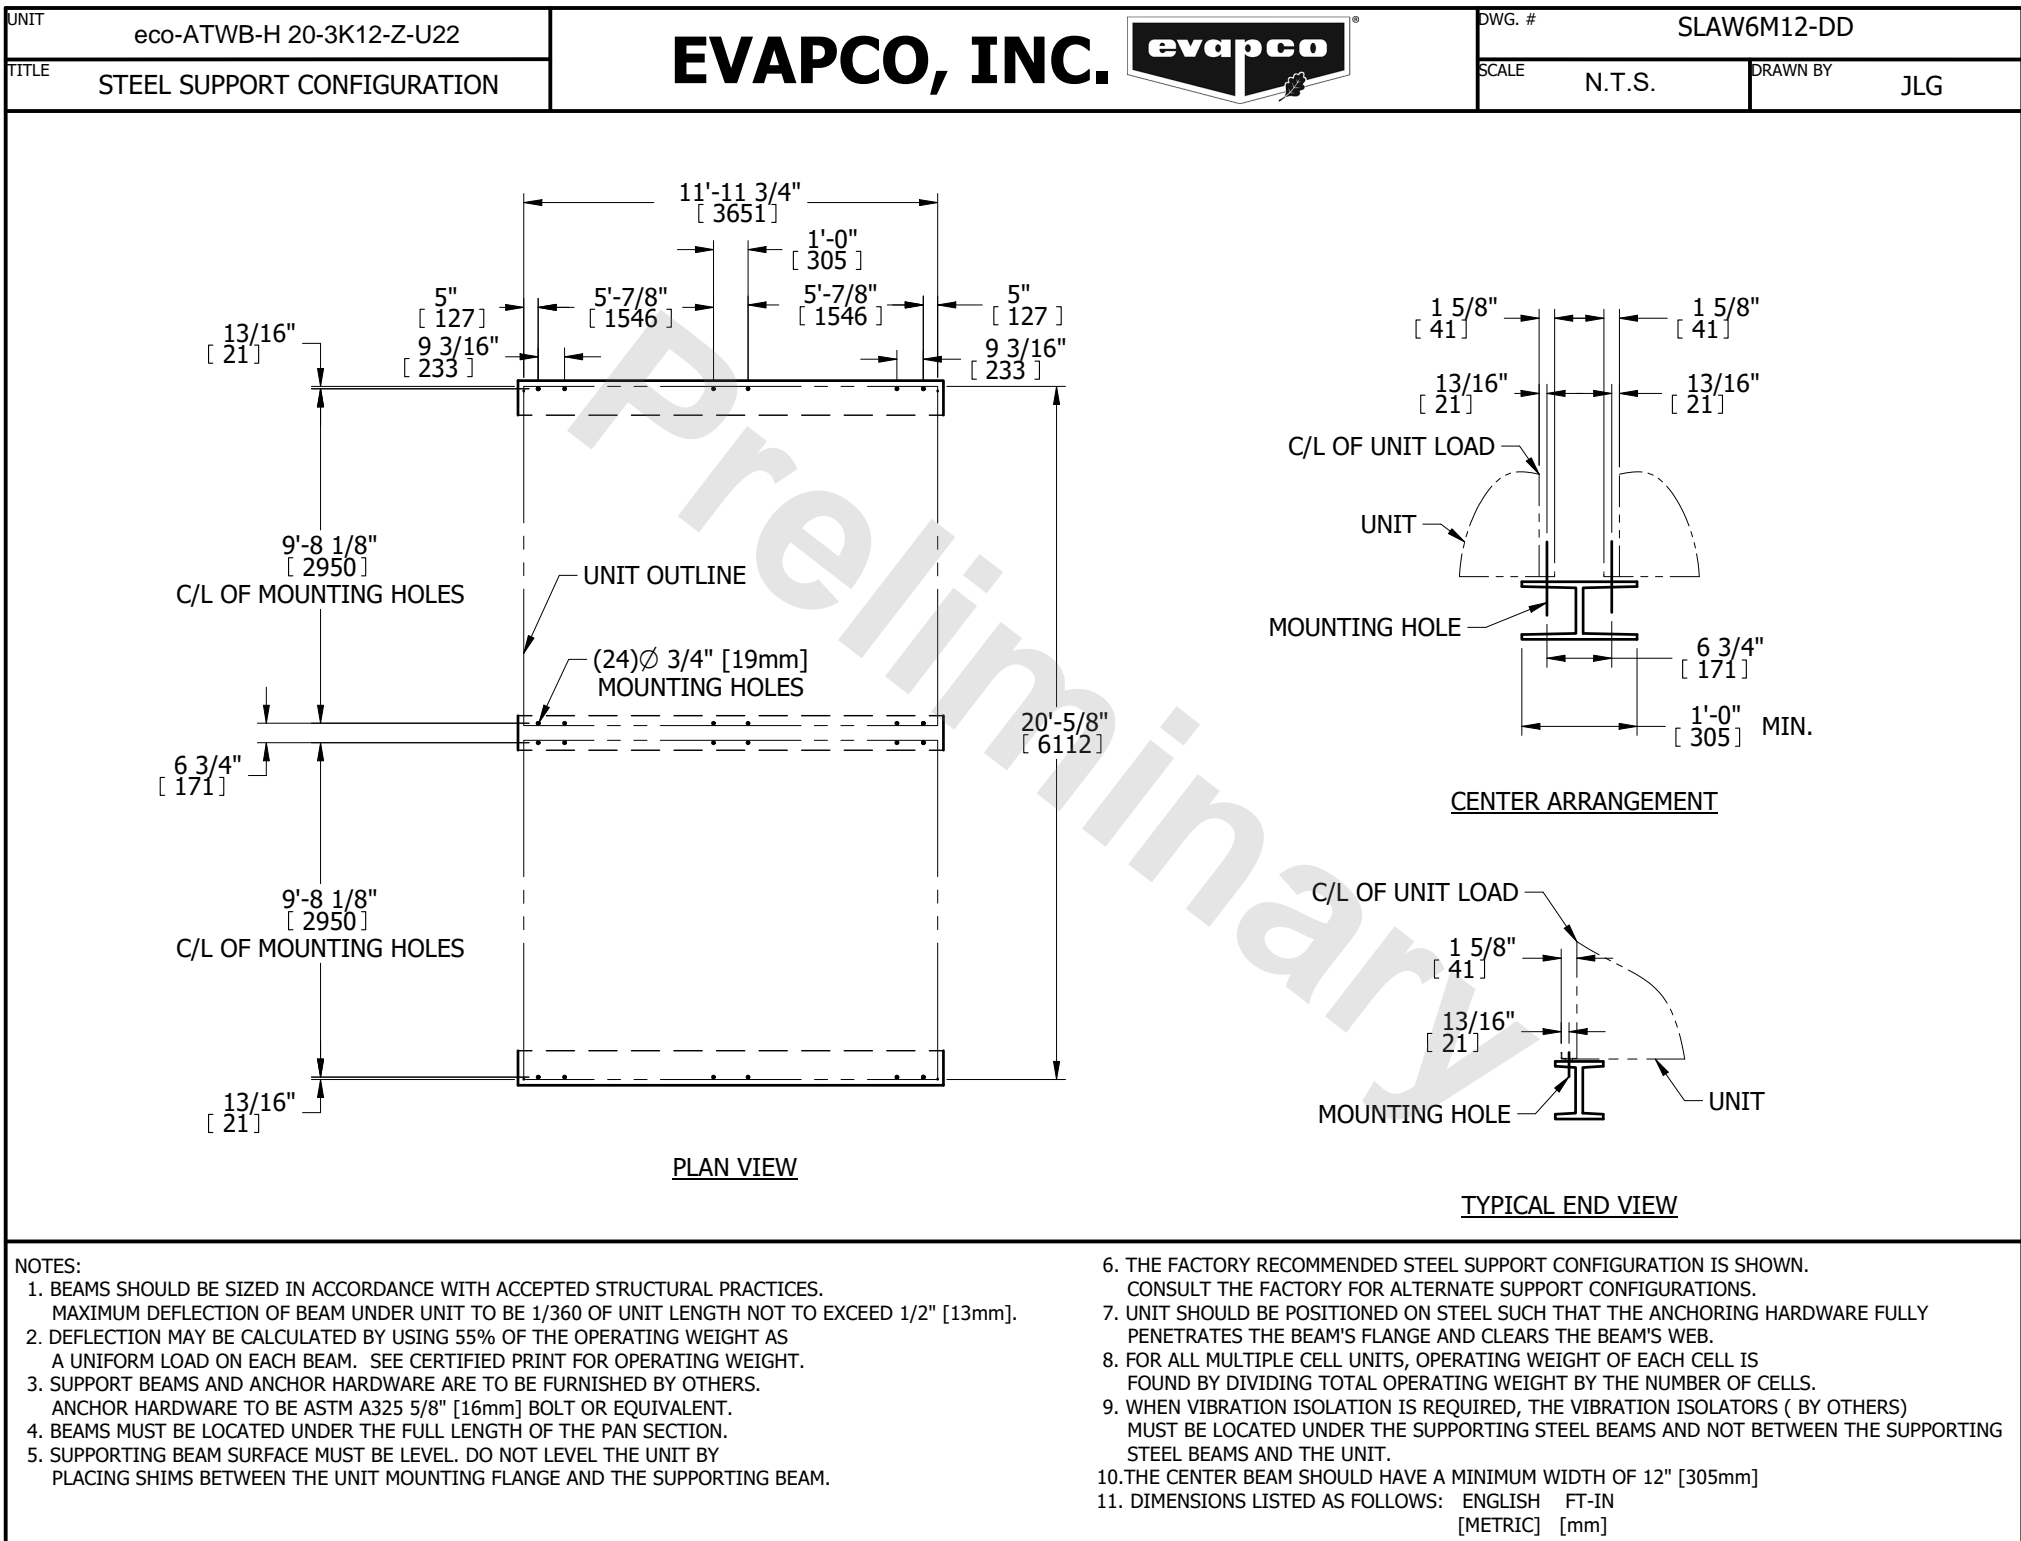 UNIT
eco-ATWB-H 20-3K12-Z-U22
TITLE
STEEL SUPPORT CONFIGURATION
EVAPCO, INC.
evapco®
DWG. #
SLAW6M12-DD
SCALE
N.T.S.
DRAWN BY
JLG
11'-11 3/4"
[ 3651]
1'-0"
[ 305 ]
5"
[ 127]
5'-7/8"
[ 1546 ]
5'-7/8"
[ 1546 ]
5"
[ 127 ]
13/16"
[ 21]
9 3/16"
[ 233 ]
9 3/16"
[ 233 ]
9'-8 1/8"
[ 2950]
C/L OF MOUNTING HOLES
UNIT OUTLINE
(24)∅ 3/4" [19mm]
MOUNTING HOLES
20'-5/8"
[ 6112]
6 3/4"
[ 171]
9'-8 1/8"
[ 2950]
C/L OF MOUNTING HOLES
13/16"
[ 21]
PLAN VIEW
1 5/8"
[ 41]
1 5/8"
[ 41]
13/16"
[ 21]
13/16"
[ 21]
C/L OF UNIT LOAD
UNIT
MOUNTING HOLE
6 3/4"
[ 171]
1'-0"
[ 305] MIN.
CENTER ARRANGEMENT
C/L OF UNIT LOAD
1 5/8"
[ 41]
13/16"
[ 21]
MOUNTING HOLE
UNIT
TYPICAL END VIEW
Preliminary
NOTES:
1. BEAMS SHOULD BE SIZED IN ACCORDANCE WITH ACCEPTED STRUCTURAL PRACTICES.
MAXIMUM DEFLECTION OF BEAM UNDER UNIT TO BE 1/360 OF UNIT LENGTH NOT TO EXCEED 1/2" [13mm].
2. DEFLECTION MAY BE CALCULATED BY USING 55% OF THE OPERATING WEIGHT AS
A UNIFORM LOAD ON EACH BEAM. SEE CERTIFIED PRINT FOR OPERATING WEIGHT.
3. SUPPORT BEAMS AND ANCHOR HARDWARE ARE TO BE FURNISHED BY OTHERS.
ANCHOR HARDWARE TO BE ASTM A325 5/8" [16mm] BOLT OR EQUIVALENT.
4. BEAMS MUST BE LOCATED UNDER THE FULL LENGTH OF THE PAN SECTION.
5. SUPPORTING BEAM SURFACE MUST BE LEVEL. DO NOT LEVEL THE UNIT BY
PLACING SHIMS BETWEEN THE UNIT MOUNTING FLANGE AND THE SUPPORTING BEAM.
6. THE FACTORY RECOMMENDED STEEL SUPPORT CONFIGURATION IS SHOWN.
CONSULT THE FACTORY FOR ALTERNATE SUPPORT CONFIGURATIONS.
7. UNIT SHOULD BE POSITIONED ON STEEL SUCH THAT THE ANCHORING HARDWARE FULLY
PENETRATES THE BEAM'S FLANGE AND CLEARS THE BEAM'S WEB.
8. FOR ALL MULTIPLE CELL UNITS, OPERATING WEIGHT OF EACH CELL IS
FOUND BY DIVIDING TOTAL OPERATING WEIGHT BY THE NUMBER OF CELLS.
9. WHEN VIBRATION ISOLATION IS REQUIRED, THE VIBRATION ISOLATORS ( BY OTHERS)
MUST BE LOCATED UNDER THE SUPPORTING STEEL BEAMS AND NOT BETWEEN THE SUPPORTING
STEEL BEAMS AND THE UNIT.
10.THE CENTER BEAM SHOULD HAVE A MINIMUM WIDTH OF 12" [305mm]
11. DIMENSIONS LISTED AS FOLLOWS: ENGLISH FT-IN
[METRIC] [mm]